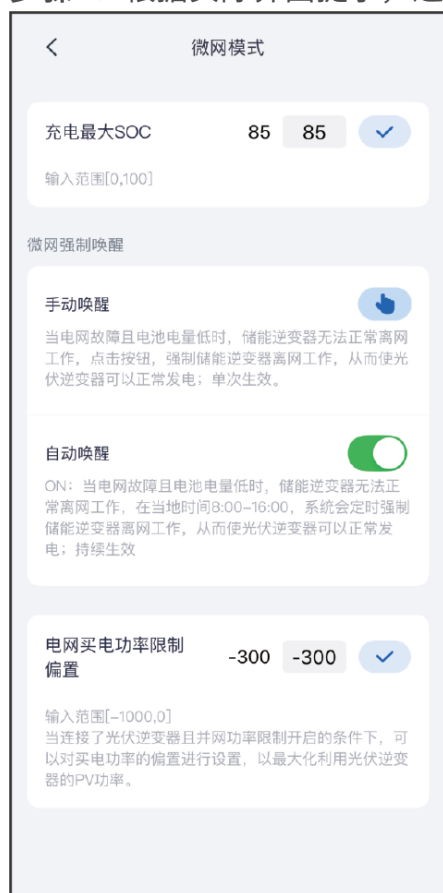 微网模式
充电最大SOC 85 85
输入范围[0,100]
微网强制唤醒
手动唤醒
当电网故障且电池电量低时，储能逆变器无法正常离网
工作，点击按钮，强制储能逆变器离网工作，从而使光
伏逆变器可以正常发电；单次生效。
自动唤醒
ON：当电网故障且电池电量低时，储能逆变器无法正
常离网工作，在当地时间8:00-16:00，系统会定时强制
储能逆变器离网工作，从而使光伏逆变器可以正常发
电；持续生效
电网买电功率限制
偏置 -300 -300
输入范围[-1000,0]
当连接了光伏逆变器且并网功率限制开启的条件下，可
以对买电功率的偏置进行设置，以最大化利用光伏逆变
器的PV功率。